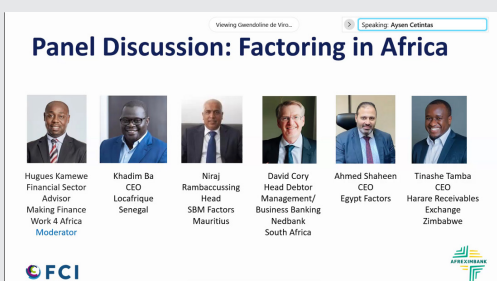 Viewing Gwendoline de Viro...
Speaking: Aysen Cetintas
Panel Discussion: Factoring in Africa
Hugues Kamewe
Financial Sector
Advisor
Making Finance
Work 4 Africa
Moderator
Khadim Ba
CEO
Locafrique
Senegal
Niraj
Rambaccussing
Head
SBM Factors
Mauritius
David Cory
Head Debtor
Management/
Business Banking
Nedbank
South Africa
Ahmed Shaheen
CEO
Egypt Factors
Tinashe Tamba
CEO
Harare Receivables
Exchange
Zimbabwe
FCI
AFREXIMBANK